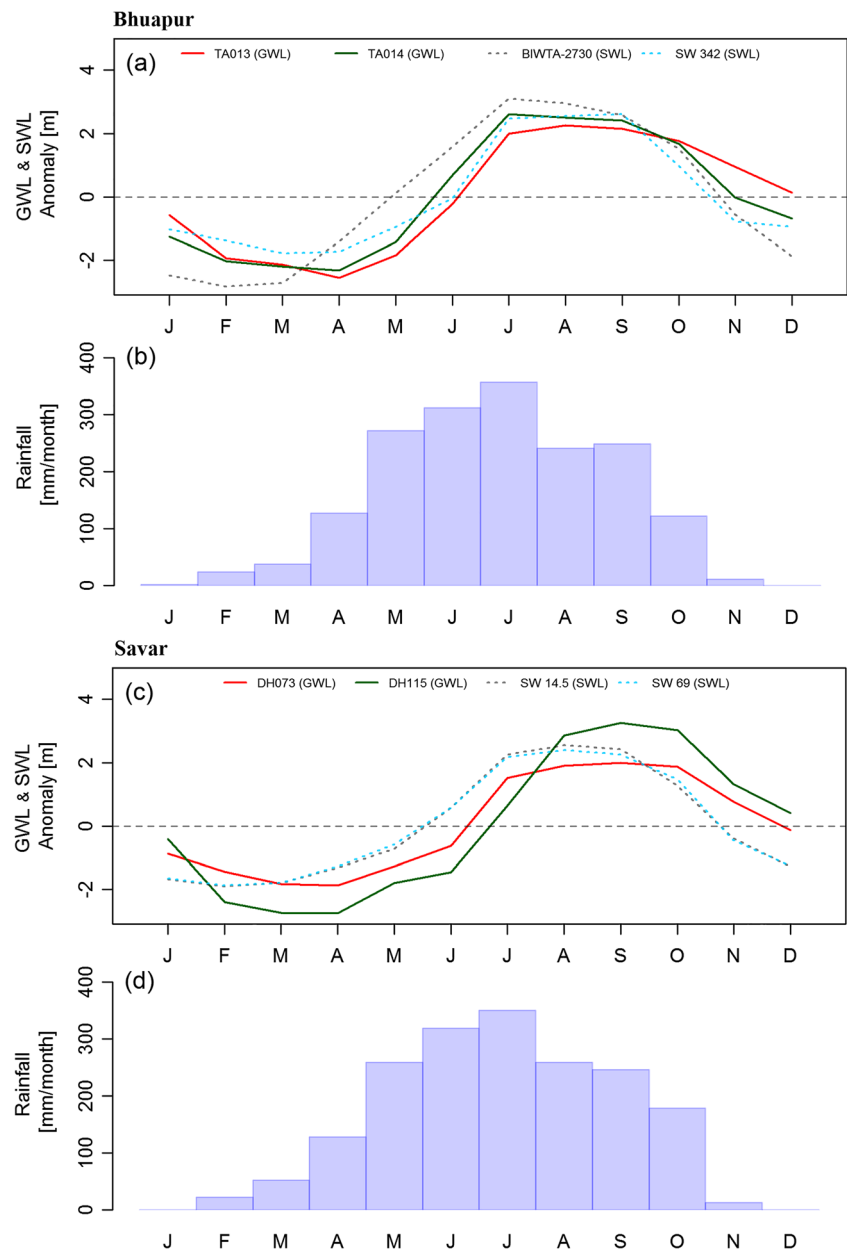 Bhuapur
(a)
TA013 (GWL) TA014 (GWL) BIWTA-2730 (SWL) SW 342 (SWL)
GWL & SWL
Anomaly [m]
4
2
0
-2
J F M A M J J A S O N D
(b)
Rainfall
[mm/month]
400
300
200
100
0
J F M A M J J A S O N D
Savar
(c)
DH073 (GWL) DH115 (GWL) SW 14.5 (SWL) SW 69 (SWL)
GWL & SWL
Anomaly [m]
4
2
0
-2
J F M A M J J A S O N D
(d)
Rainfall
[mm/month]
400
300
200
100
0
J F M A M J J A S O N D